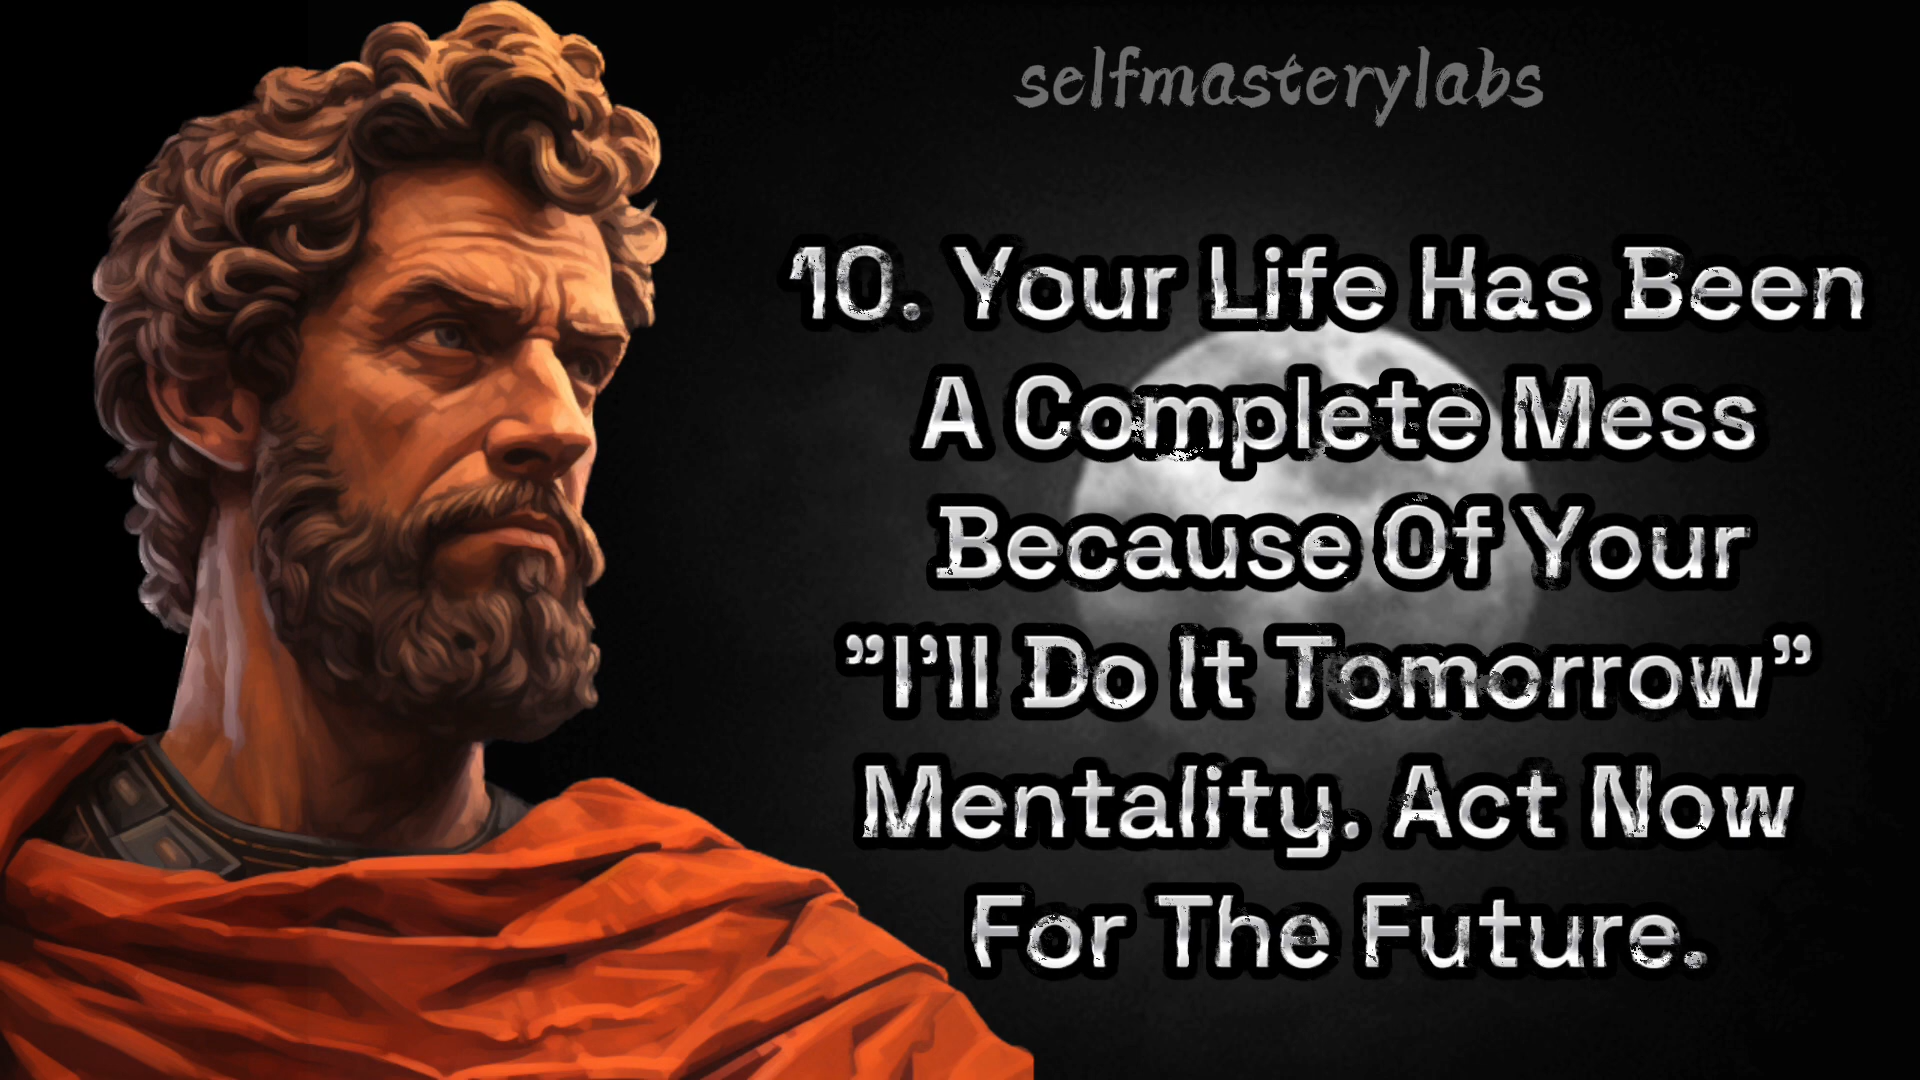 selfmasterylabs
10. Your Life Has Been
A Complete Mess
Because Of Your
”I’ll Do It Tomorrow”
Mentality. Act Now
For The Future.